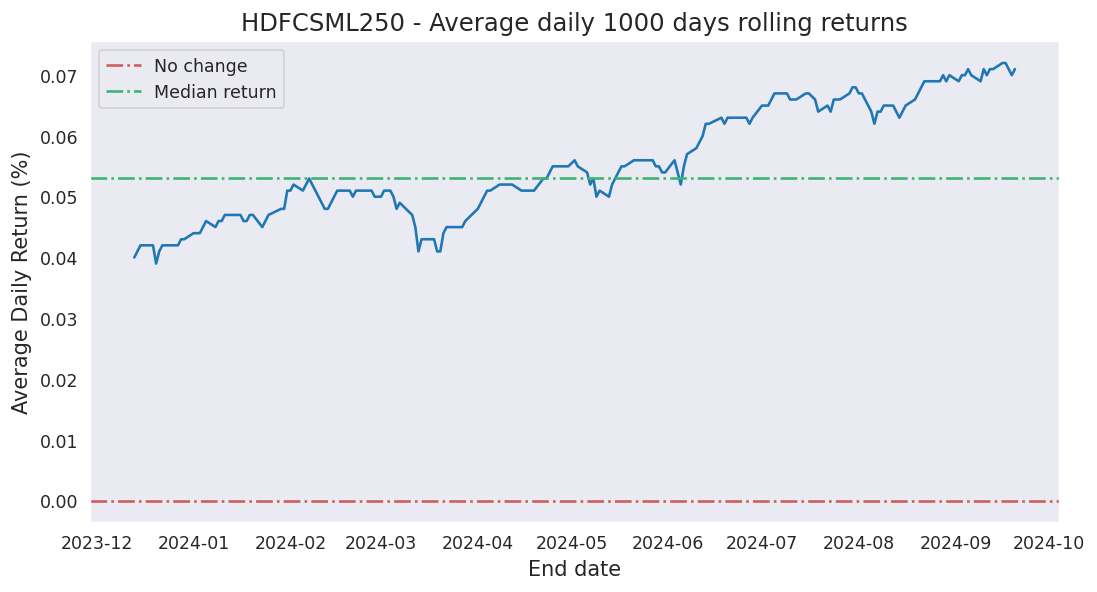 HDFCSML250 - Average daily 1000 days rolling returns
No change
Median return
Average Daily Return (%)
0.07
0.06
0.05
0.04
0.03
0.02
0.01
0.00
2023-12 2024-01 2024-02 2024-03 2024-04 2024-05 2024-06 2024-07 2024-08 2024-09 2024-10
End date